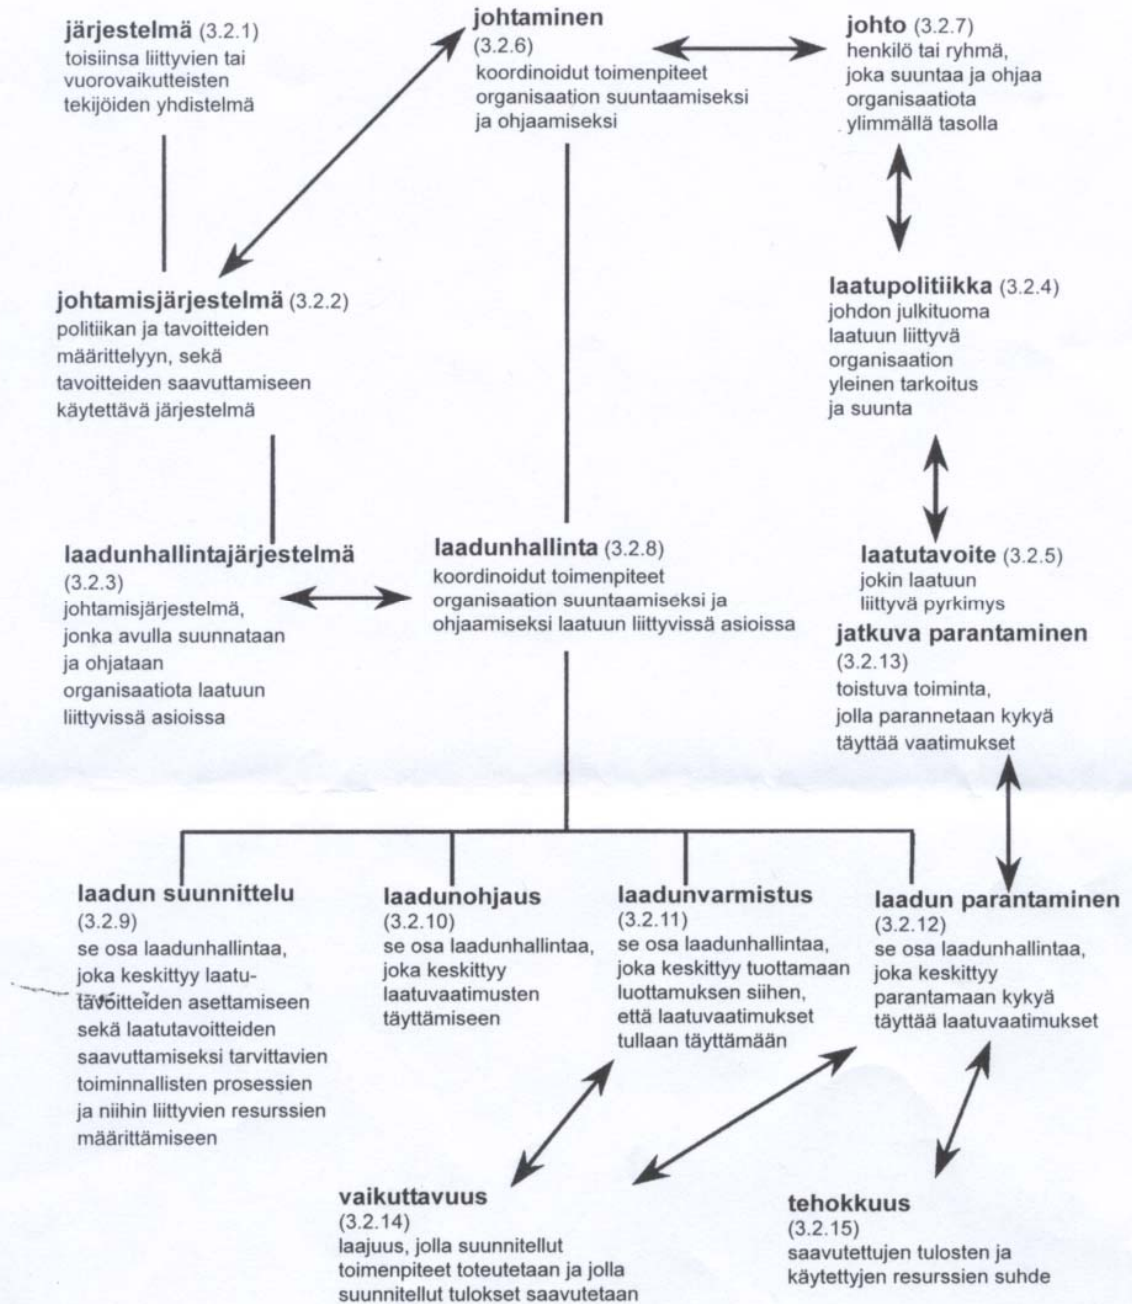 järjestelmä (3.2.1)
toisiinsa liittyvien tai
vuorovaikutteisten
tekijöiden yhdistelmä
johtaminen
(3.2.6)
koordinoidut toimenpiteet
organisaation suuntaamiseksi
ja ohjaamiseksi
johto (3.2.7)
henkilö tai ryhmä,
joka suuntaa ja ohjaa
organisaatiota
ylimmällä tasolla
johtamisjärjestelmä (3.2.2)
politiikan ja tavoitteiden
määrittelyyn, sekä
tavoitteiden saavuttamiseen
käytettävä järjestelmä
laatupolitiikka (3.2.4)
johdon julkituoma
laatuun liittyvä
organisaation
yleinen tarkoitus
ja suunta
laadunhallintajärjestelmä
(3.2.3)
johtamisjärjestelmä,
jonka avulla suunnataan
ja ohjataan
organisaatiota laatuun
liittyvissä asioissa
laadunhallinta (3.2.8)
koordinoidut toimenpiteet
organisaation suuntaamiseksi ja
ohjaamiseksi laatuun liittyvissä asioissa
laatutavoite (3.2.5)
jokin laatuun
liittyvä pyrkimys
jatkuva parantaminen
(3.2.13)
toistuva toiminta,
jolla parannetaan kykyä
täyttää vaatimukset
laadun suunnittelu
(3.2.9)
se osa laadunhallintaa,
joka keskittyy laatu-
tavoitteiden asettamiseen
sekä laatutavoitteiden
saavuttamiseksi tarvittavien
toiminnallisten prosessien
ja niihin liittyvien resurssien
määrittämiseen
laadunohjaus
(3.2.10)
se osa laadunhallintaa,
joka keskittyy
laatuvaatimusten
täyttämiseen
laadunvarmistus
(3.2.11)
se osa laadunhallintaa,
joka keskittyy tuottamaan
luottamuksen siihen,
että laatuvaatimukset
tullaan täyttämään
laadun parantaminen
(3.2.12)
se osa laadunhallintaa,
joka keskittyy
parantamaan kykyä
täyttää laatuvaatimukset
vaikuttavuus
(3.2.14)
laajuus, jolla suunnitellut
toimenpiteet toteutetaan ja jolla
suunnitellut tulokset saavutetaan
tehokkuus
(3.2.15)
saavutettujen tulosten ja
käytettyjen resurssien suhde